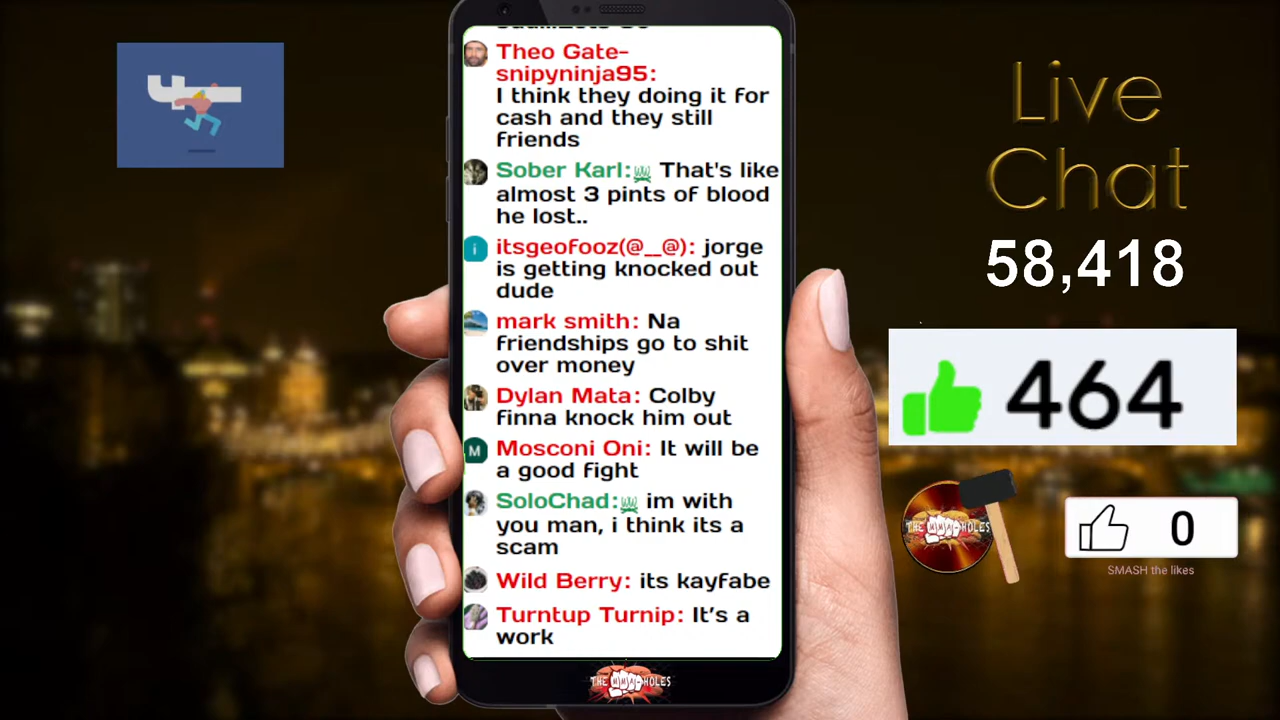 Theo Gate-
snipyninja95:
I think they doing it for
cash and they still
friends
Sober Karl: That's like
almost 3 pints of blood
he lost..
itsgeofooz(@__@): jorge
is getting knocked out
dude
mark smith: Na
friendships go to shit
over money
Dylan Mata: Colby
finna knock him out
Mosconi Oni: It will be
a good fight
SoloChad: im with
you man, i think its a
scam
Wild Berry: its kayfabe
Turntup Turnip: It’s a
work
THE MMA-HOLES
Live
Chat
58,418
464
THE MMA-HOLES
0
SMASH the likes